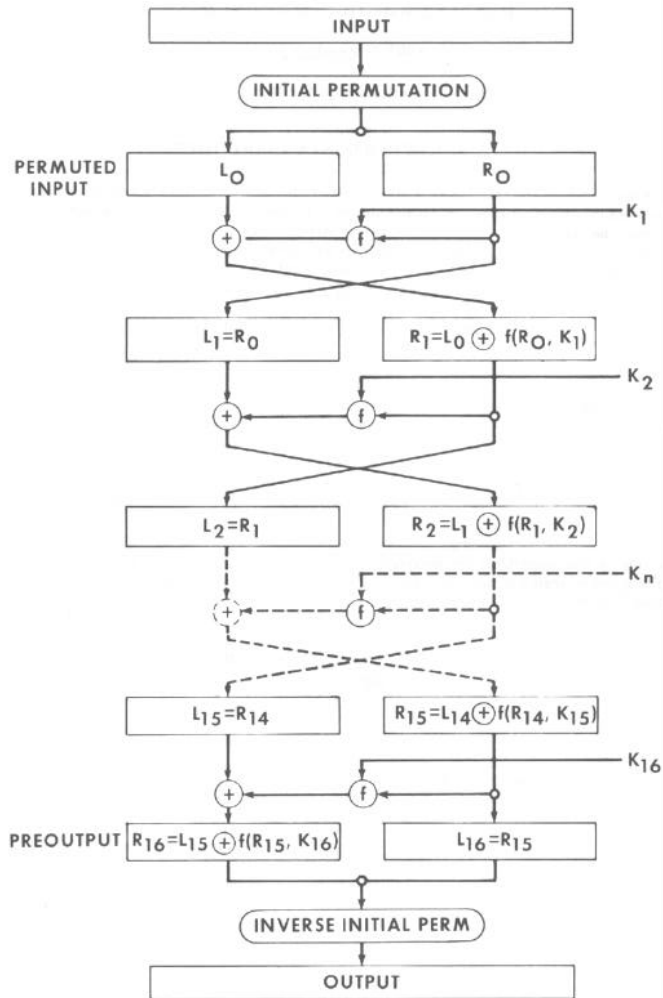 INPUT
INITIAL PERMUTATION
PERMUTED
INPUT
L₀
R₀
K₁
+
f
L₁=R₀
R₁=L₀ ⊕ f(R₀, K₁)
K₂
+
f
L₂=R₁
R₂=L₁ ⊕ f(R₁, K₂)
Kₙ
+
f
L₁₅=R₁₄
R₁₅=L₁₄ ⊕ f(R₁₄, K₁₅)
K₁₆
+
f
PREOUTPUT
R₁₆=L₁₅ ⊕ f(R₁₅, K₁₆)
L₁₆=R₁₅
INVERSE INITIAL PERM
OUTPUT